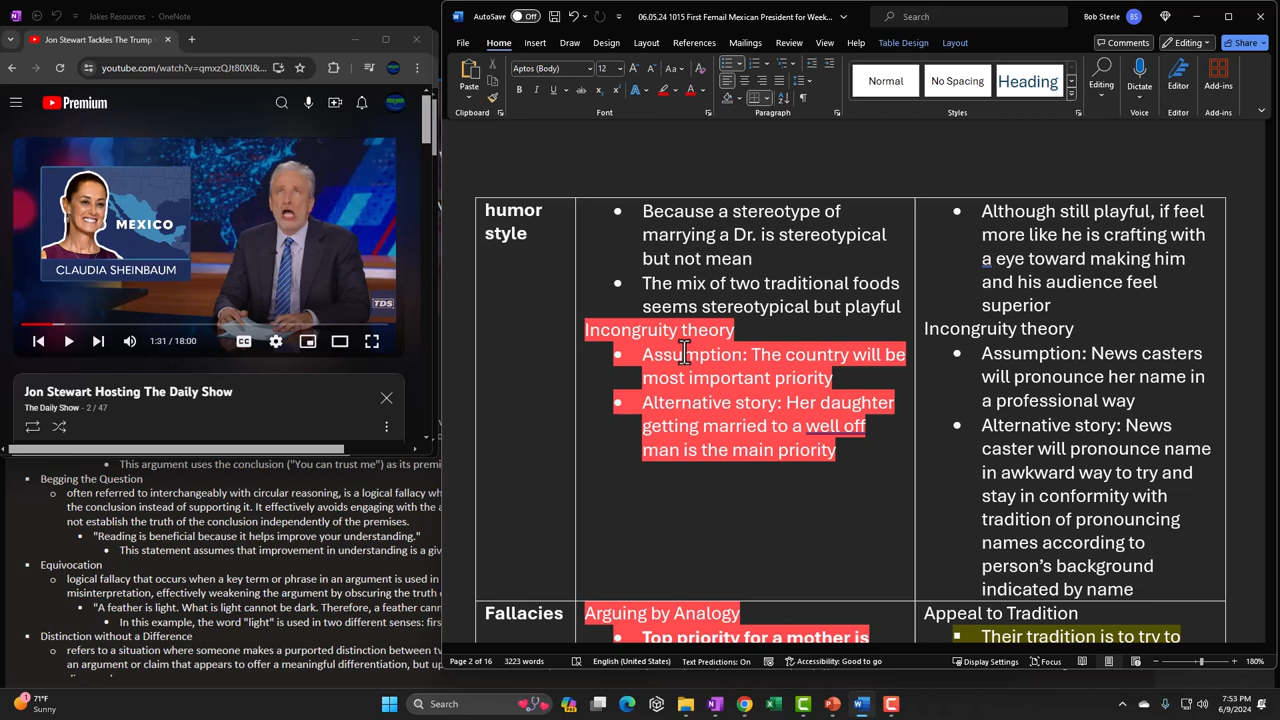 Jokes Resources - OneNote
Jon Stewart Tackles The Trump
youtube.com/watch?v=qmxzQJt80XI&...
Premium
MEXICO
CLAUDIA SHEINBAUM
TDS
1:31 / 18:00
CC
Jon Stewart Hosting The Daily Show
The Daily Show - 2 / 47
This argument uses the conclusion ("You can trust me") as its prem
Begging the Question
often referred to interchangeably with circular reasoning, is a logical fallacy wh
the conclusion instead of supporting it. It effectively avoids engaging with the a
not establish the truth of the conclusion independently of the premises.
"Reading is beneficial because it helps improve your understanding."
This statement assumes that improvement in understanding is a gi
Equivocation
logical fallacy that occurs when a key term or phrase in an argument is used in
misinterpretation, effectively weakening the argument by obscuring the truth o
"A feather is light. What is light cannot be dark. Therefore, a feather can
In this example, the word "light" is used in two different senses: firs
Distinction without a Difference
refers to a situation where someone makes a purported distinction between tw
an argument or claim that appears to offer a meaningful differentiation, but up
AutoSave Off
06.05.24 1015 First Femail Mexican President for Week...
Search
Bob Steele BS
File Home Insert Draw Design Layout References Mailings Review View Help Table Design Layout
Comments Editing Share
Paste
Clipboard
Aptos (Body) 12
Font
Paragraph
Normal
No Spacing
Heading
Styles
Editing
Dictate
Voice
Editor
Editor
Add-ins
Add-ins
humor
style
Because a stereotype of
marrying a Dr. is stereotypical
but not mean
The mix of two traditional foods
seems stereotypical but playful
Incongruity theory
Assumption: The country will be
most important priority
Alternative story: Her daughter
getting married to a well off
man is the main priority
Although still playful, if feel
more like he is crafting with
a eye toward making him
and his audience feel
superior
Incongruity theory
Assumption: News casters
will pronounce her name in
a professional way
Alternative story: News
caster will pronounce name
in awkward way to try and
stay in conformity with
tradition of pronouncing
names according to
person's background
indicated by name
Fallacies
Arguing by Analogy
Top priority for a mother is
Appeal to Tradition
Their tradition is to try to
Page 2 of 16 3223 words English (United States) Text Predictions: On Accessibility: Good to go Display Settings Focus 180%
71°F
Sunny
Search
7:53 PM
6/9/2024